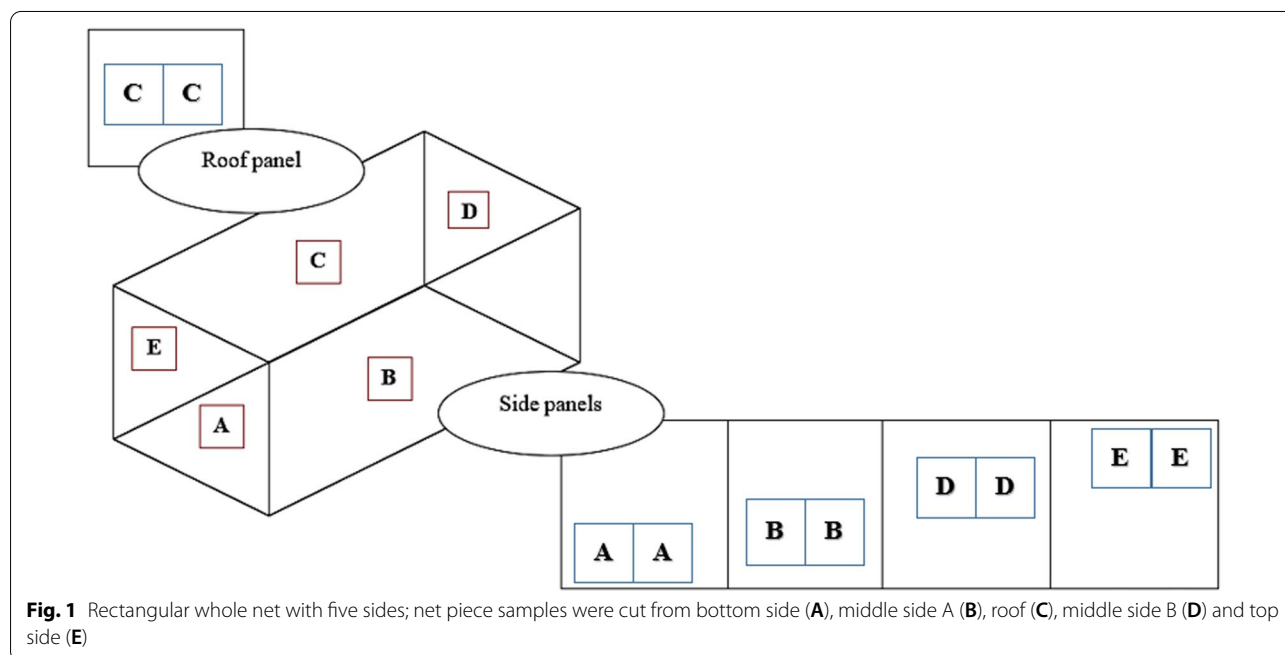 C C
Roof panel
D
C
E
B
A
Side panels
E E
D D
B B
A A
Fig. 1 Rectangular whole net with five sides; net piece samples were cut from bottom side (A), middle side A (B), roof (C), middle side B (D) and top
side (E)